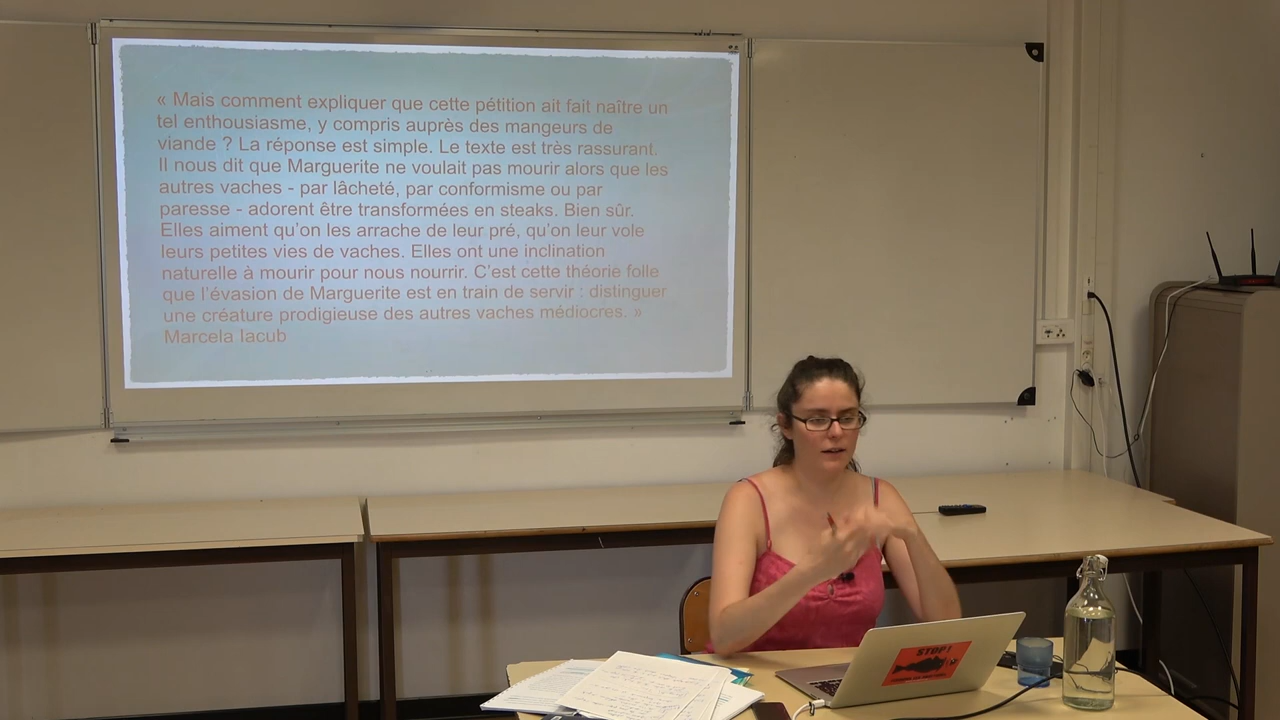 « Mais comment expliquer que cette pétition ait fait naître un
tel enthousiasme, y compris auprès des mangeurs de
viande ? La réponse est simple. Le texte est très rassurant.
Il nous dit que Marguerite ne voulait pas mourir alors que les
autres vaches - par lâcheté, par conformisme ou par
paresse - adorent être transformées en steaks. Bien sûr.
Elles aiment qu'on les arrache de leur pré, qu'on leur vole
leurs petites vies de vaches. Elles ont une inclination
naturelle à mourir pour nous nourrir. C'est cette théorie folle
que l'évasion de Marguerite est en train de servir : distinguer
une créature prodigieuse des autres vaches médiocres. »
Marcela Iacub
STOP!